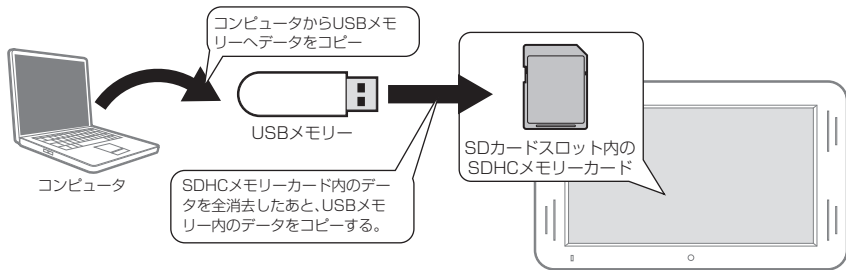 コンピュータからUSBメモ
リーへデータをコピー
USBメモリー
コンピュータ
SDHCメモリーカード内のデー
タを全消去したあと、USBメモ
リー内のデータをコピーする。
SDカードスロット内の
SDHCメモリーカード